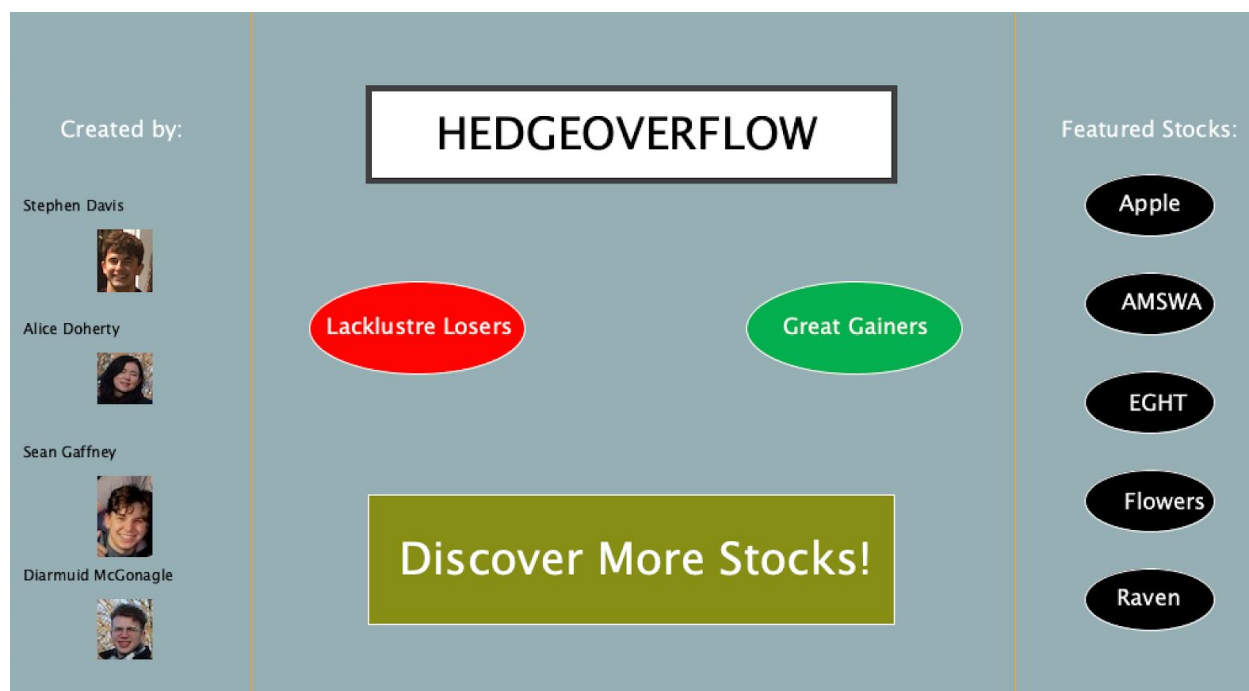 Created by:
Stephen Davis
Alice Doherty
Sean Gaffney
Diarmuid McGonagle
HEDGEOVERFLOW
Lacklustre Losers
Great Gainers
Discover More Stocks!
Featured Stocks:
Apple
AMSWA
EGHT
Flowers
Raven